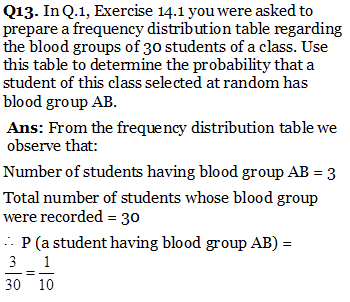 Q13. In Q.1, Exercise 14.1 you were asked to
prepare a frequency distribution table regarding
the blood groups of 30 students of a class. Use
this table to determine the probability that a
student of this class selected at random has
blood group AB.
Ans: From the frequency distribution table we
observe that:
Number of students having blood group AB = 3
Total number of students whose blood group
were recorded = 30
∴ P (a student having blood group AB) =
3/30 = 1/10